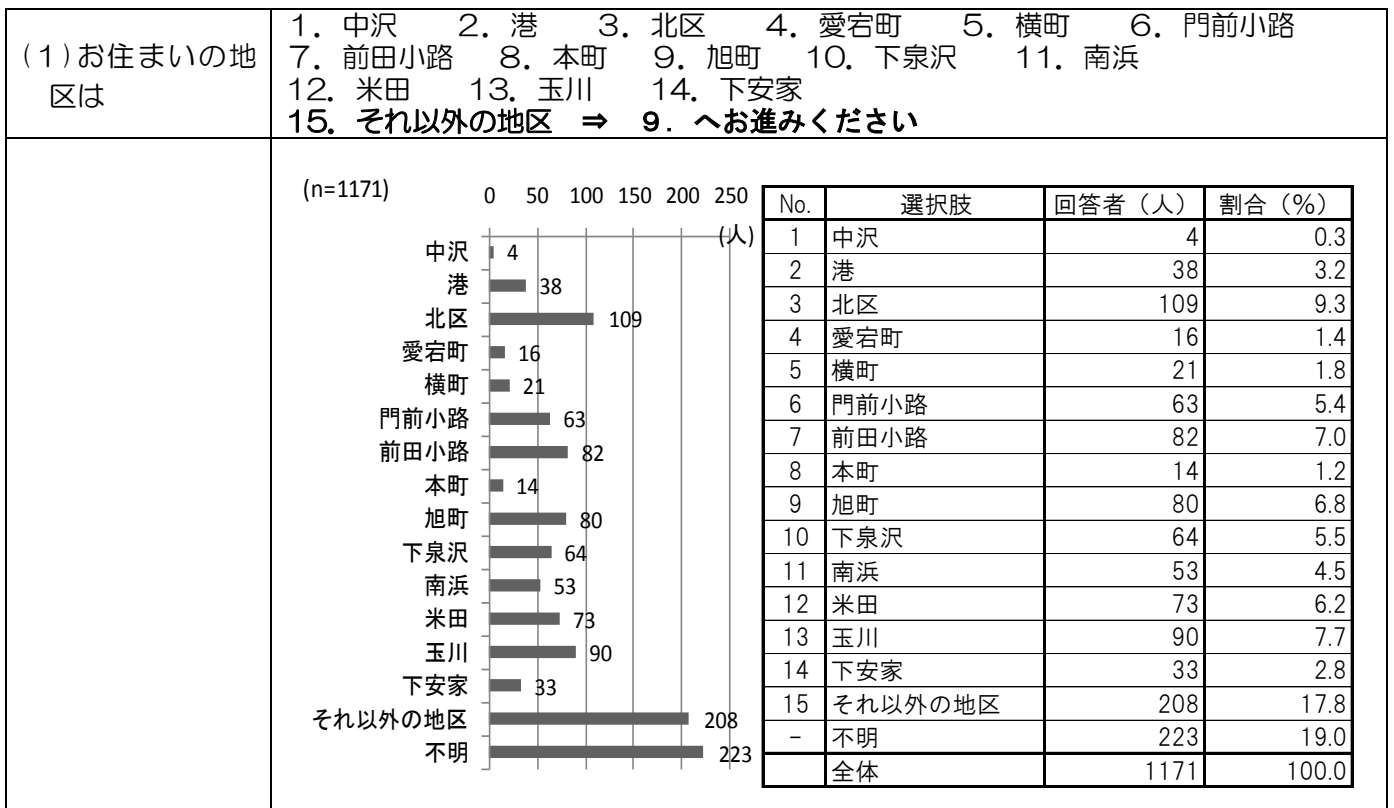 (1)お住まいの地区は
1．中沢 2．港 3．北区 4．愛宕町 5．横町 6．門前小路
7．前田小路 8．本町 9．旭町 10．下泉沢 11．南浜
12．米田 13．玉川 14．下安家
15．それ以外の地区 ⇒ 9．へお進みください
(n=1171)
0 50 100 150 200 250
(人)
中沢 4
港 38
北区 109
愛宕町 16
横町 21
門前小路 63
前田小路 82
本町 14
旭町 80
下泉沢 64
南浜 53
米田 73
玉川 90
下安家 33
それ以外の地区 208
不明 223
No. 選択肢 回答者（人） 割合（%）
1 中沢 4 0.3
2 港 38 3.2
3 北区 109 9.3
4 愛宕町 16 1.4
5 横町 21 1.8
6 門前小路 63 5.4
7 前田小路 82 7.0
8 本町 14 1.2
9 旭町 80 6.8
10 下泉沢 64 5.5
11 南浜 53 4.5
12 米田 73 6.2
13 玉川 90 7.7
14 下安家 33 2.8
15 それ以外の地区 208 17.8
－ 不明 223 19.0
全体 1171 100.0